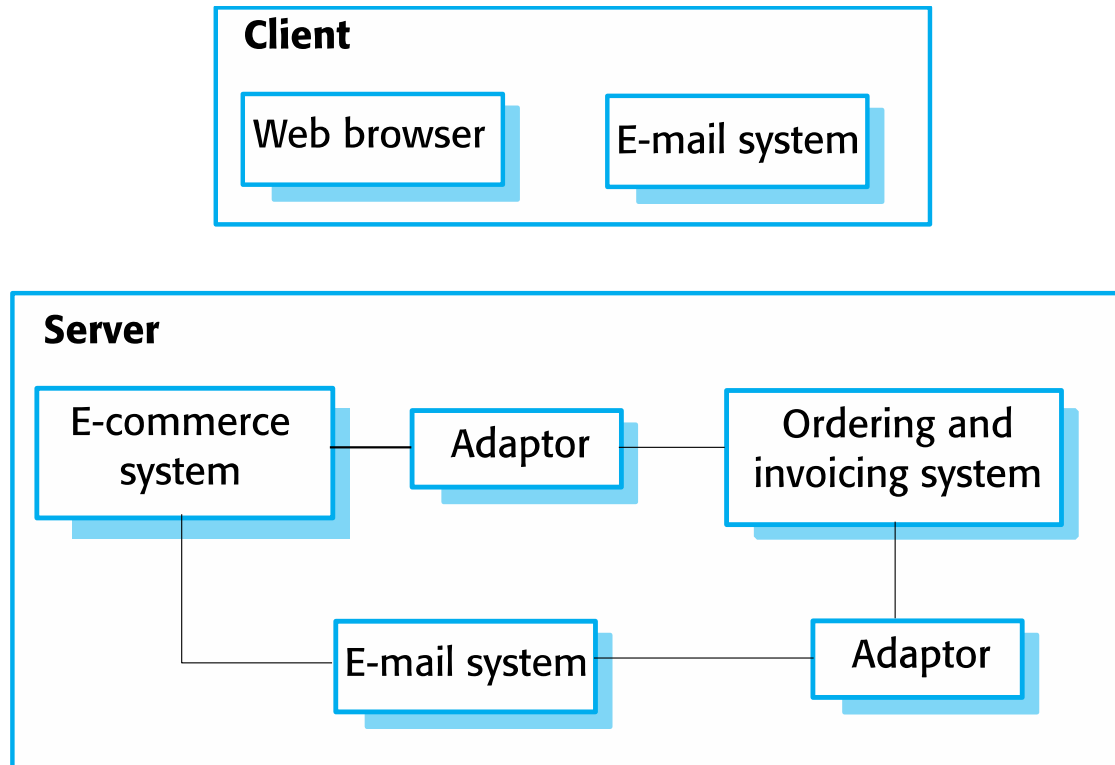 Client
Web browser
E-mail system
Server
E-commerce
system
Adaptor
Ordering and
invoicing system
E-mail system
Adaptor